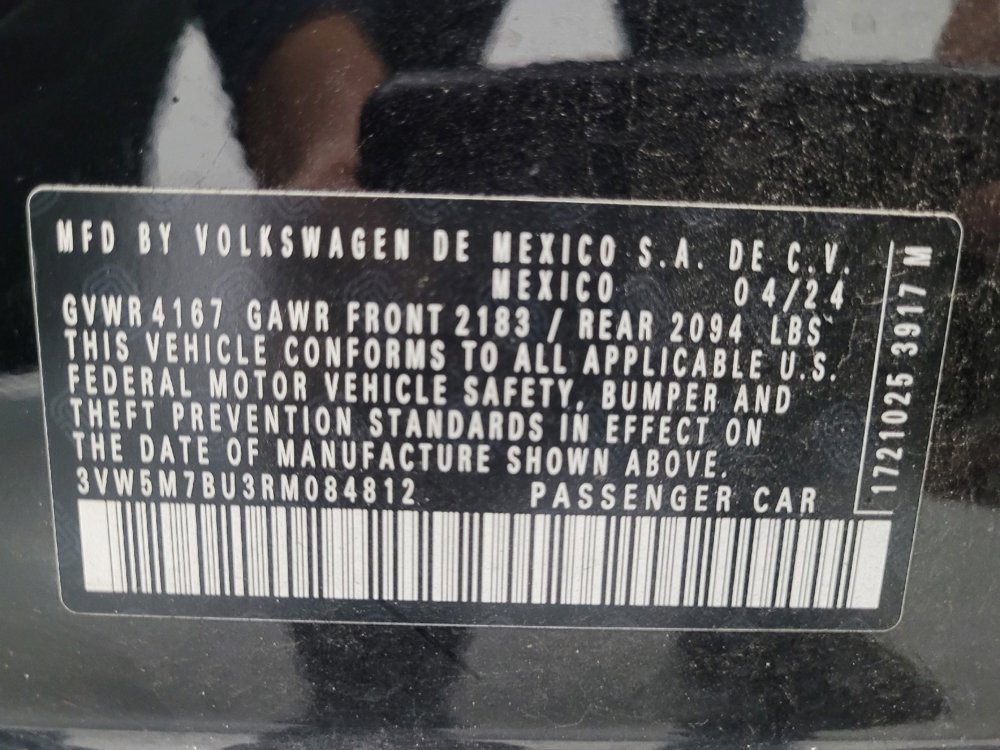 MFD BY VOLKSWAGEN DE MEXICO S.A. DE C.V.
MEXICO 04/24
GVWR 4167 GAWR FRONT 2183 / REAR 2094 LBS
THIS VEHICLE CONFORMS TO ALL APPLICABLE U.S.
FEDERAL MOTOR VEHICLE SAFETY, BUMPER AND
THEFT PREVENTION STANDARDS IN EFFECT ON
THE DATE OF MANUFACTURE SHOWN ABOVE.
3VW5M7BU3RM084812 PASSENGER CAR
1721025 3917 M